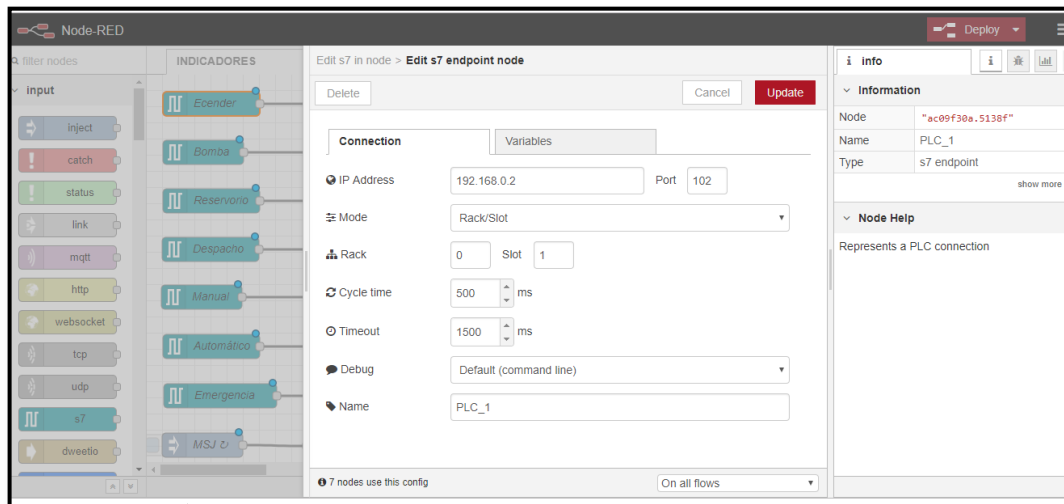 Node-RED
Deploy
filter nodes
input
inject
catch
status
link
mqtt
http
websocket
tcp
udp
s7
dweetio
INDICADORES
Ecender
Bomba
Reservorio
Despacho
Manual
Automático
Emergencia
MSJ ↻
Edit s7 in node > Edit s7 endpoint node
Delete
Cancel
Update
Connection
Variables
IP Address 192.168.0.2 Port 102
Mode Rack/Slot
Rack 0 Slot 1
Cycle time 500 ms
Timeout 1500 ms
Debug Default (command line)
Name PLC_1
7 nodes use this config
On all flows
info
Information
Node "ac09f30a.5138f"
Name PLC_1
Type s7 endpoint
show more
Node Help
Represents a PLC connection